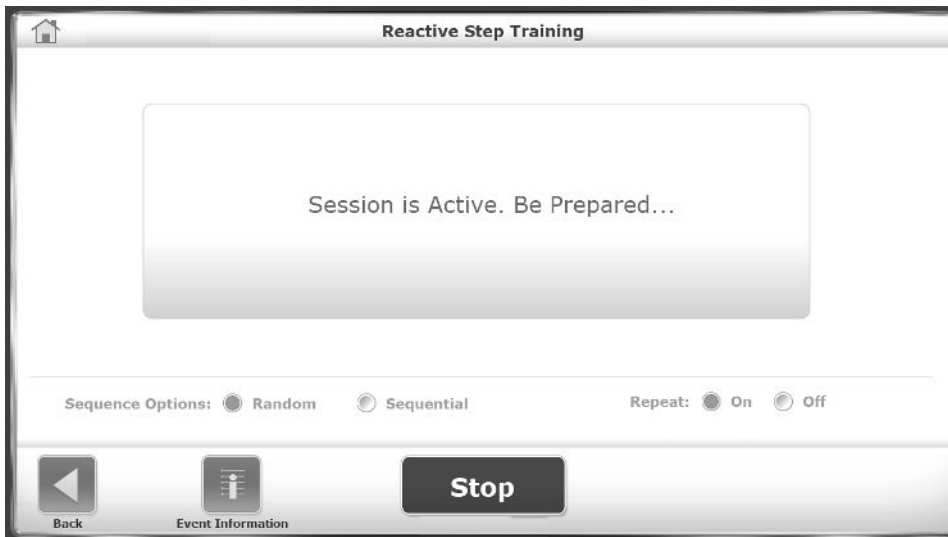 Reactive Step Training
Session is Active. Be Prepared...
Sequence Options: Random Sequential Repeat: On Off
Stop
Back Event Information